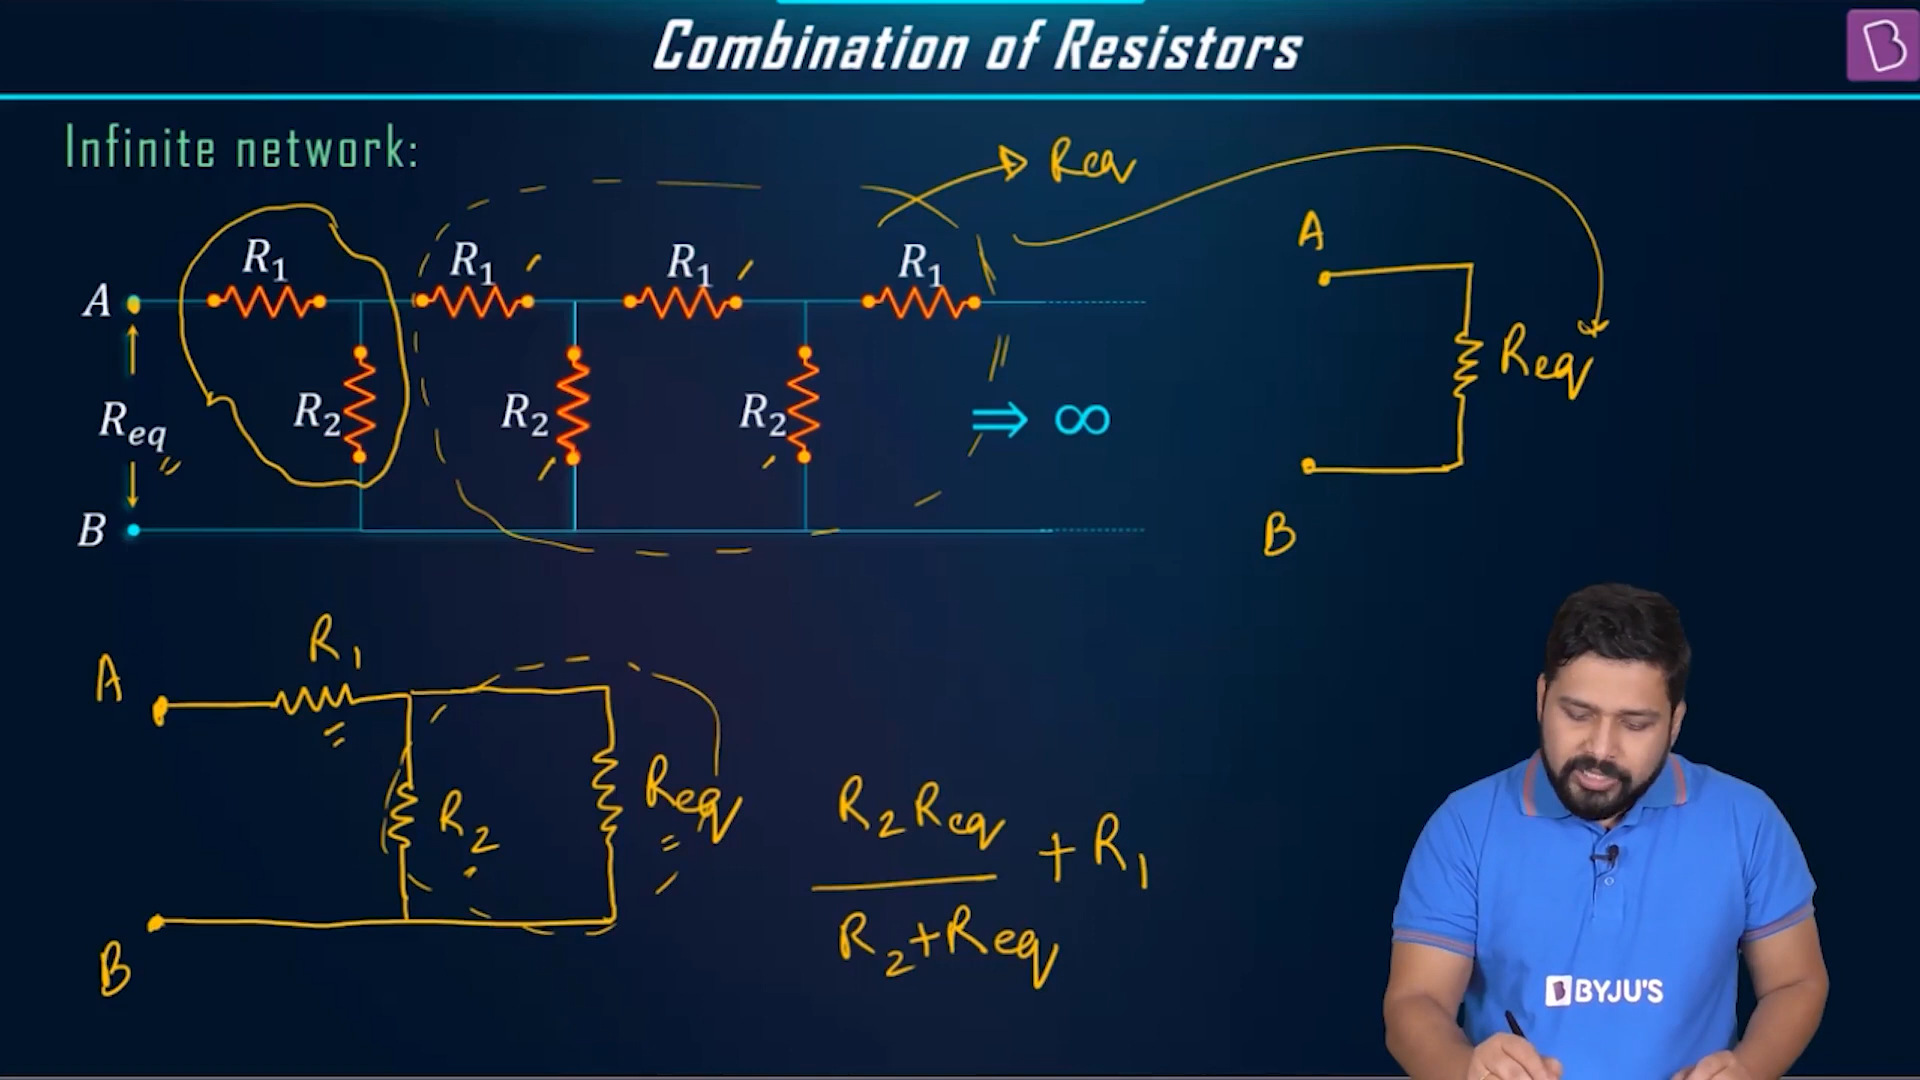 Combination of Resistors
B
Infinite network:
Req
R₁ R₁ R₁ R₁
A
R₂ R₂ R₂
Req
⇒ ∞
B
A
Req
B
R₁
A
R₂ Req
B
R₂Req
+ R₁
R₂+Req
BYJU'S